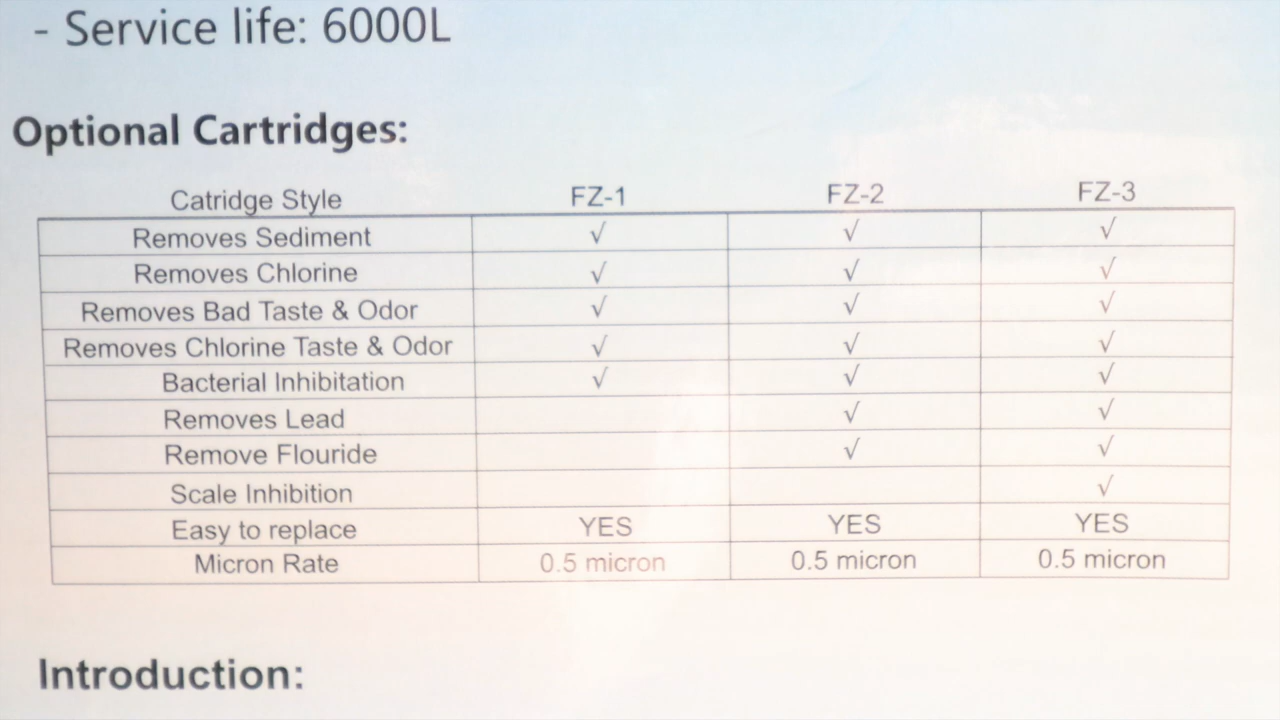 - Service life: 6000L
Optional Cartridges:
Catridge Style FZ-1 FZ-2 FZ-3
Removes Sediment √ √ √
Removes Chlorine √ √ √
Removes Bad Taste & Odor √ √ √
Removes Chlorine Taste & Odor √ √ √
Bacterial Inhibitation √ √ √
Removes Lead √ √
Remove Flouride √ √
Scale Inhibition √
Easy to replace YES YES YES
Micron Rate 0.5 micron 0.5 micron 0.5 micron
Introduction: